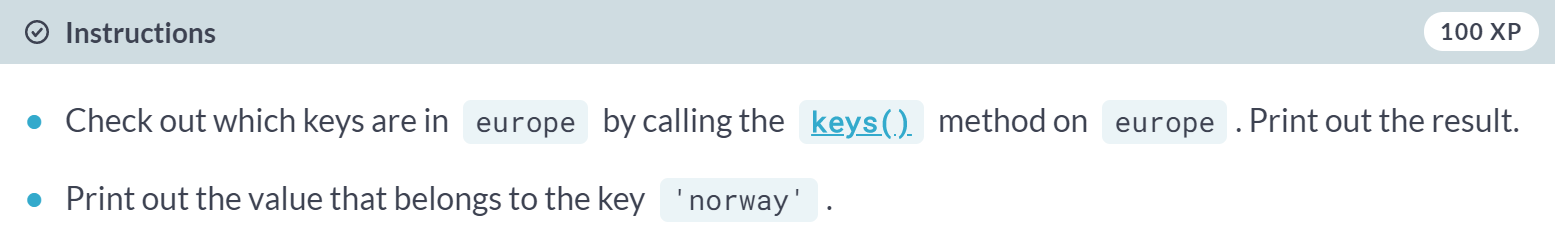 Instructions 100 XP
Check out which keys are in europe by calling the keys() method on europe . Print out the result.
Print out the value that belongs to the key 'norway' .